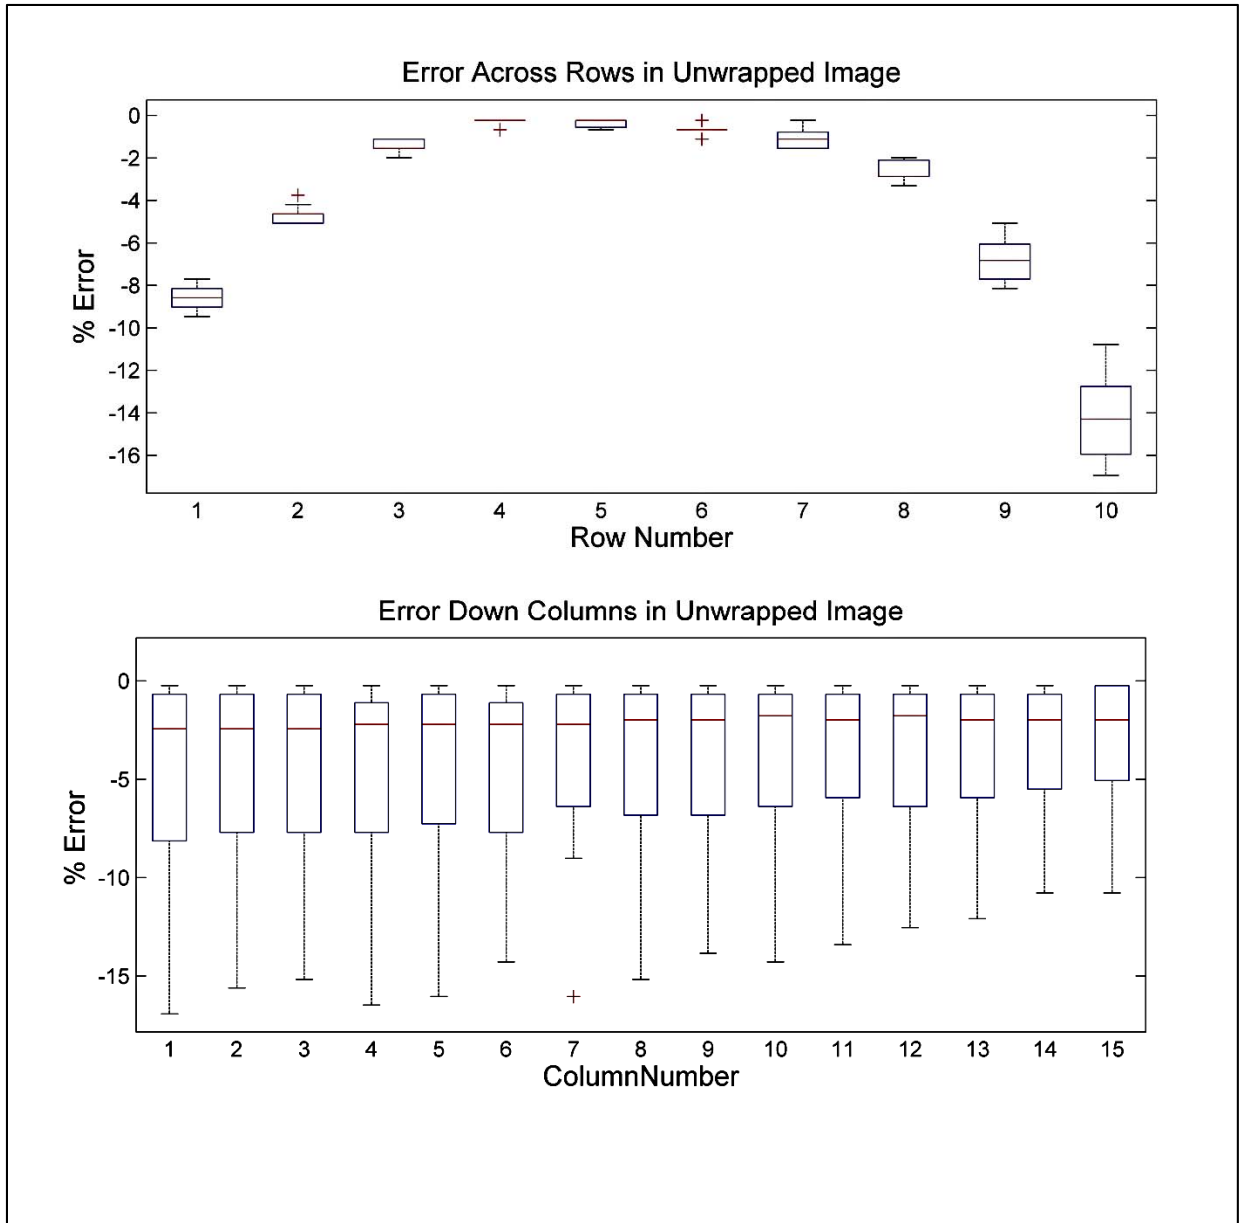 Error Across Rows in Unwrapped Image
0
-2
-4
-6
-8
-10
-12
-14
-16
% Error
1 2 3 4 5 6 7 8 9 10
Row Number
Error Down Columns in Unwrapped Image
0
-5
-10
-15
% Error
1 2 3 4 5 6 7 8 9 10 11 12 13 14 15
ColumnNumber